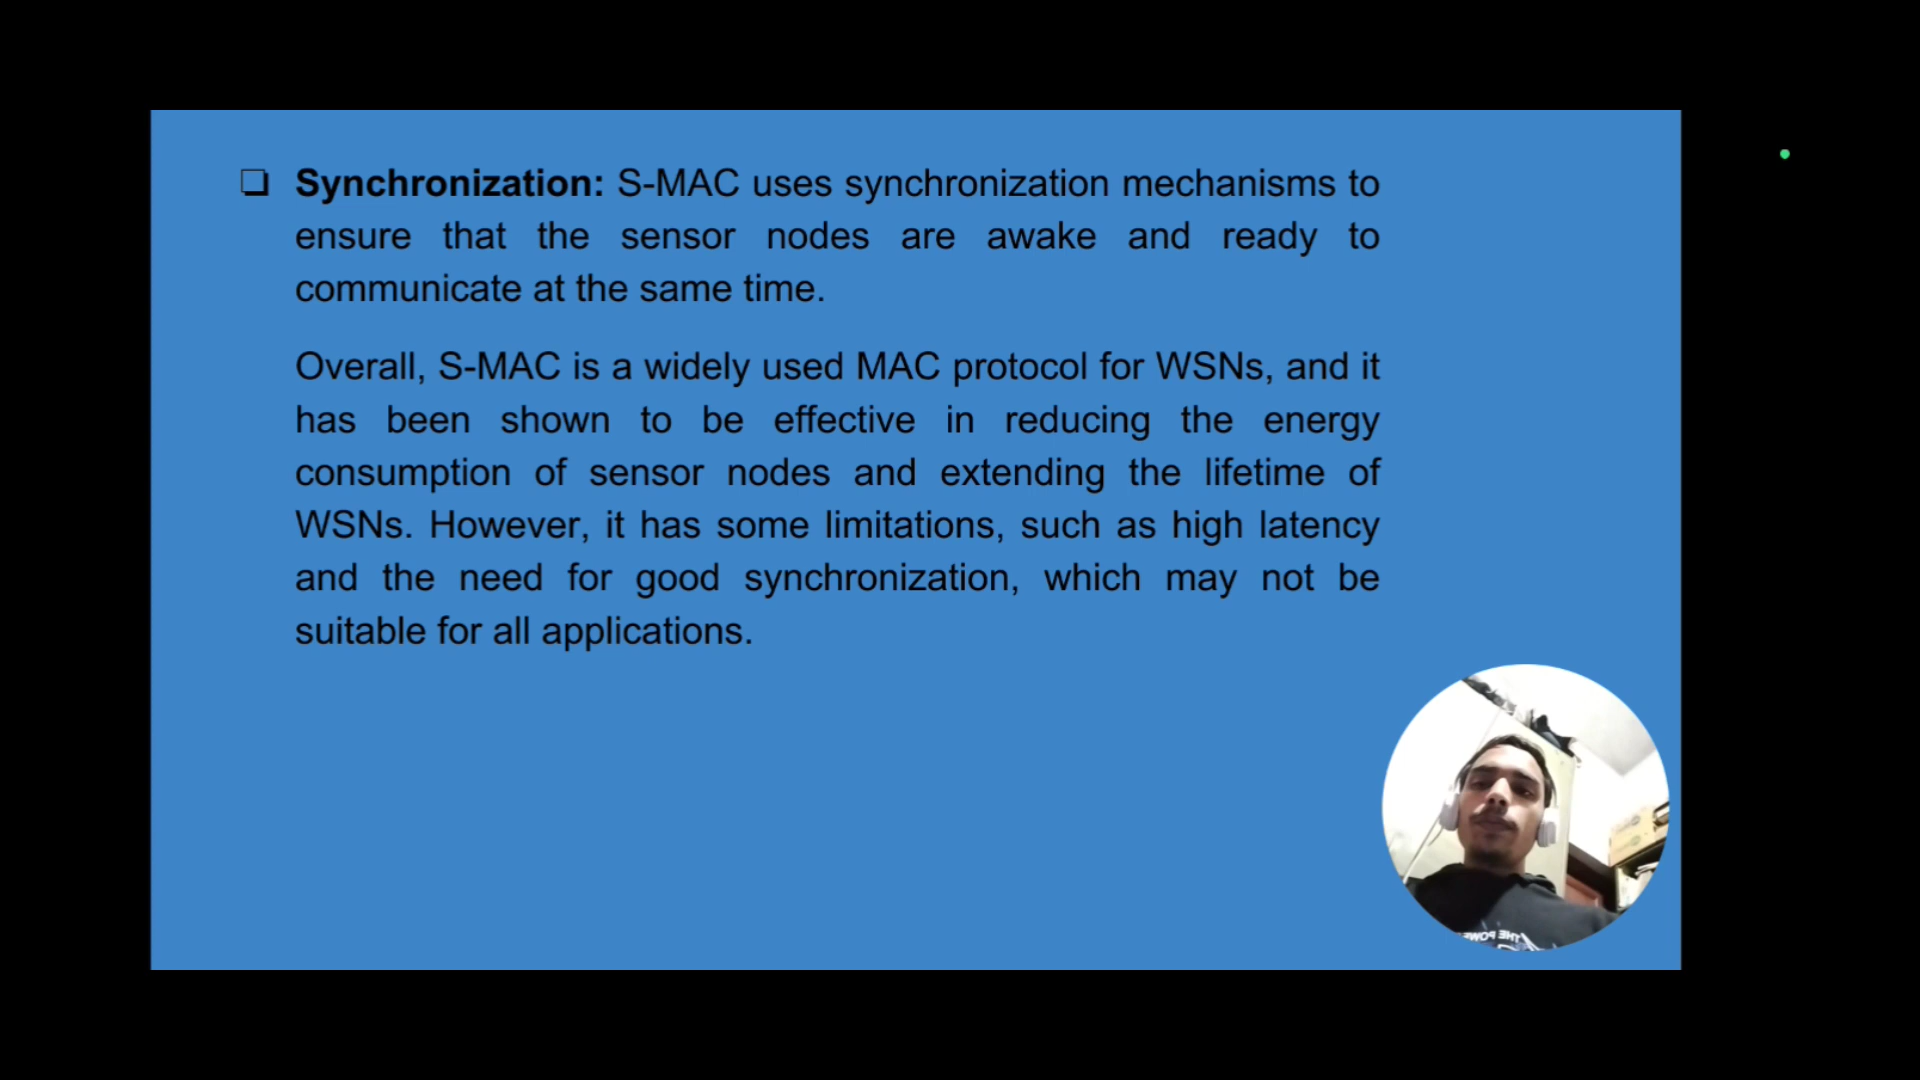 ❏ Synchronization: S-MAC uses synchronization mechanisms to
ensure that the sensor nodes are awake and ready to
communicate at the same time.
Overall, S-MAC is a widely used MAC protocol for WSNs, and it
has been shown to be effective in reducing the energy
consumption of sensor nodes and extending the lifetime of
WSNs. However, it has some limitations, such as high latency
and the need for good synchronization, which may not be
suitable for all applications.
THE POW